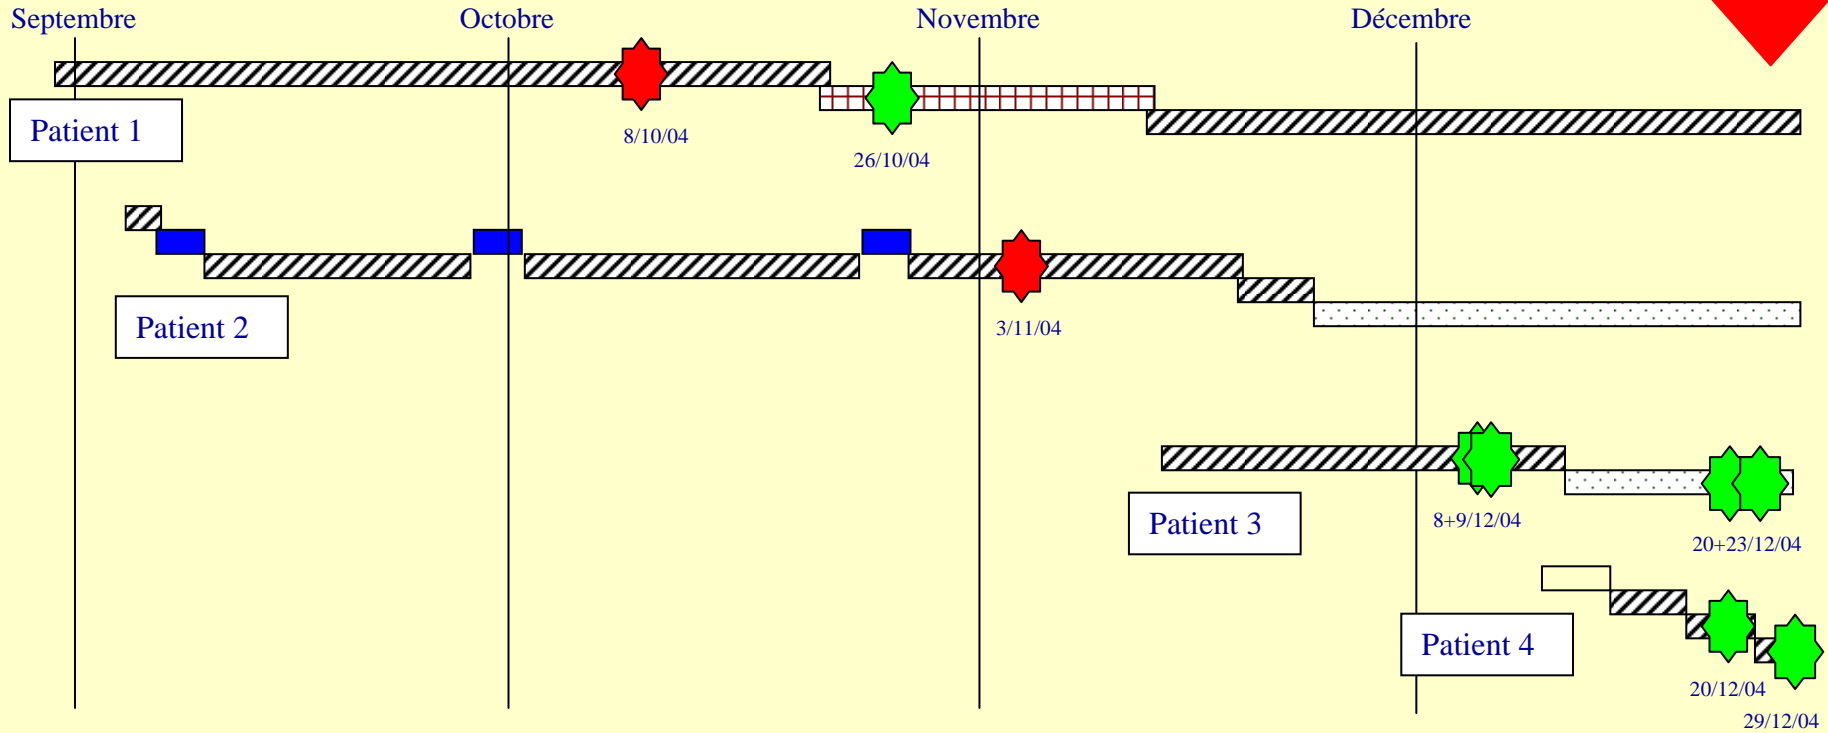 Septembre
Octobre
Novembre
Décembre
Patient 1
8/10/04
26/10/04
Patient 2
3/11/04
Patient 3
8+9/12/04
20+23/12/04
Patient 4
20/12/04
29/12/04